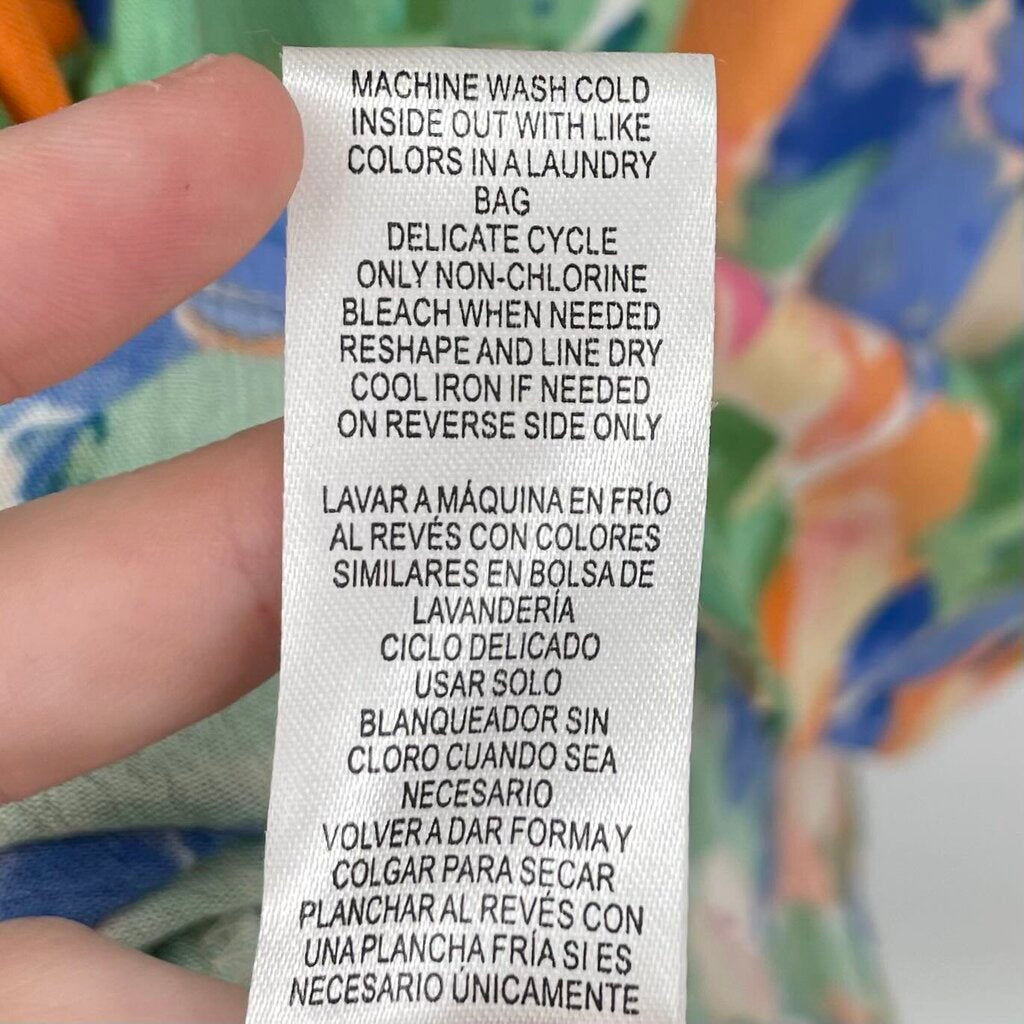 MACHINE WASH COLD
INSIDE OUT WITH LIKE
COLORS IN A LAUNDRY
BAG
DELICATE CYCLE
ONLY NON-CHLORINE
BLEACH WHEN NEEDED
RESHAPE AND LINE DRY
COOL IRON IF NEEDED
ON REVERSE SIDE ONLY
LAVAR A MÁQUINA EN FRÍO
AL REVÉS CON COLORES
SIMILARES EN BOLSA DE
LAVANDERÍA
CICLO DELICADO
USAR SOLO
BLANQUEADOR SIN
CLORO CUANDO SEA
NECESARIO
VOLVER A DAR FORMA Y
COLGAR PARA SECAR
PLANCHAR AL REVÉS CON
UNA PLANCHA FRÍA SI ES
NECESARIO ÚNICAMENTE